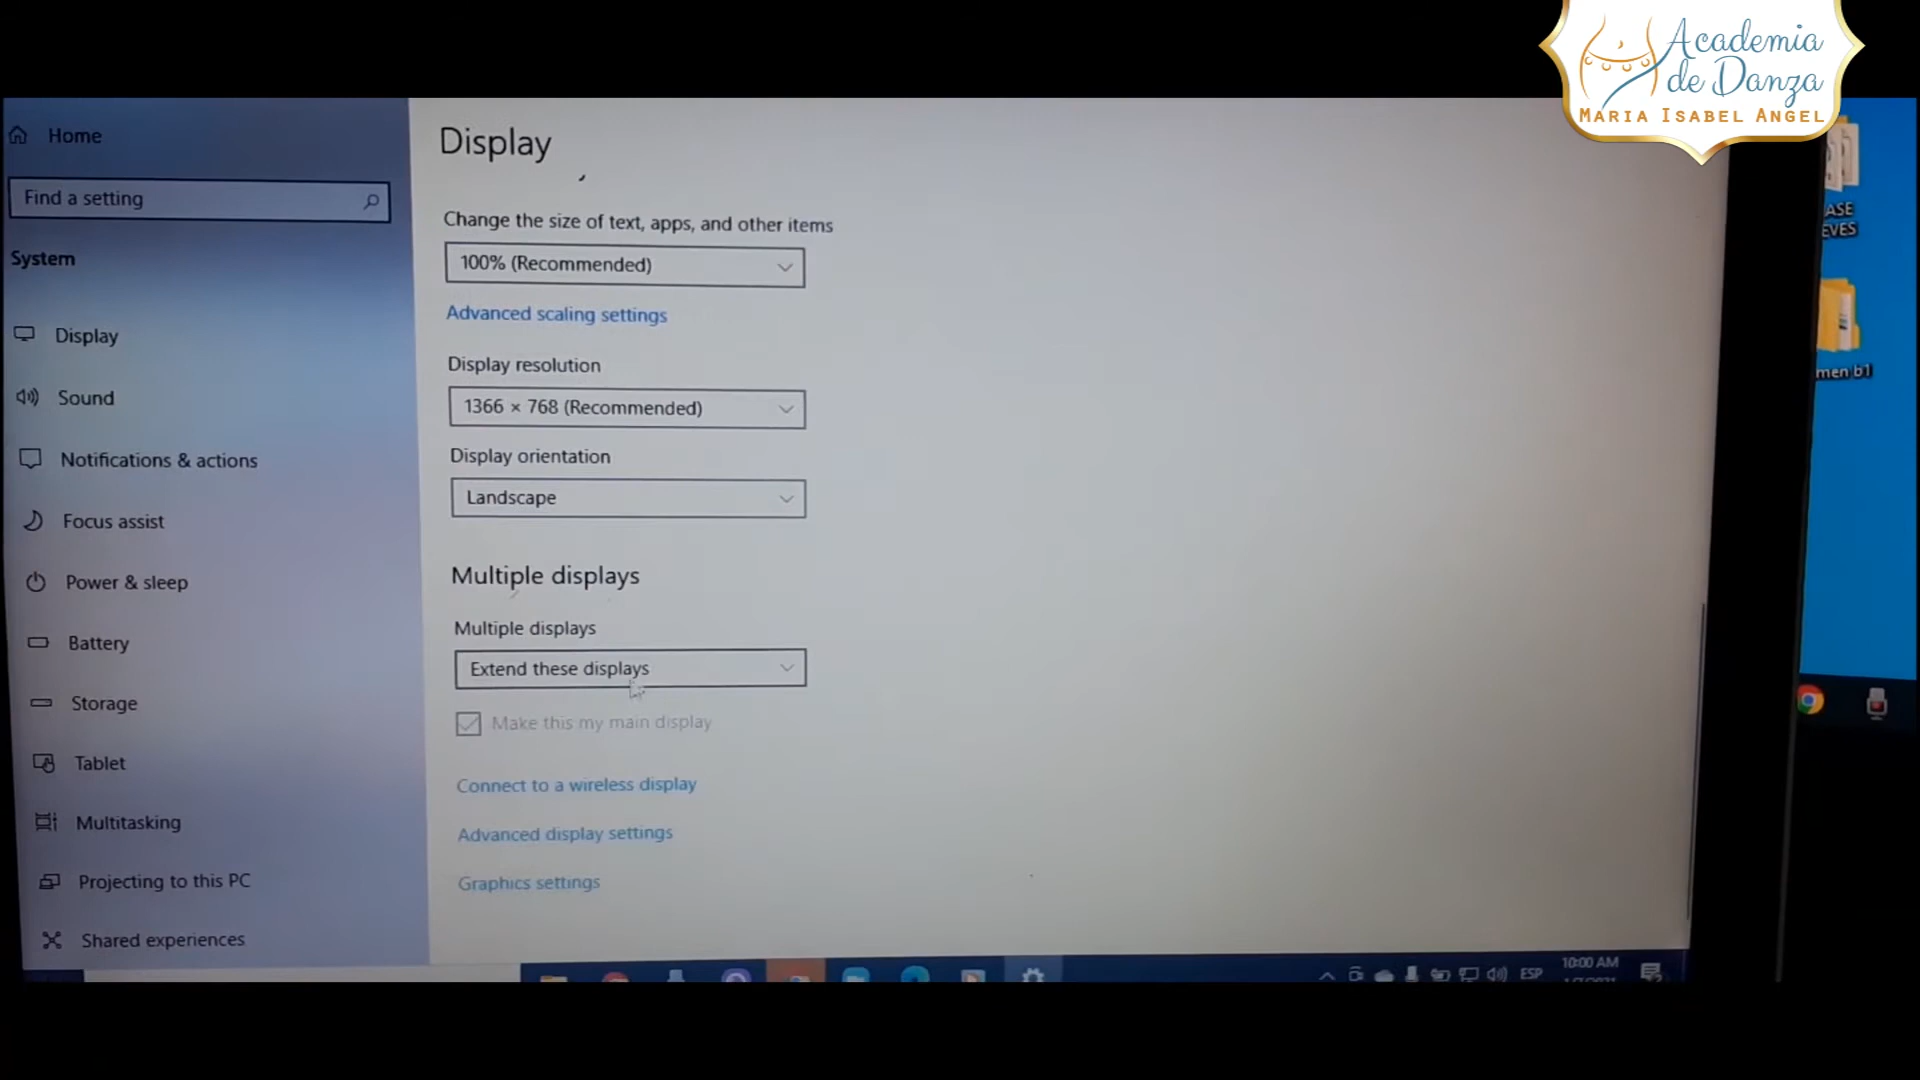 Academia
de Danza
MARIA ISABEL ANGEL
Home
Find a setting
System
Display
Sound
Notifications & actions
Focus assist
Power & sleep
Battery
Storage
Tablet
Multitasking
Projecting to this PC
Shared experiences
Display
Change the size of text, apps, and other items
100% (Recommended)
Advanced scaling settings
Display resolution
1366 × 768 (Recommended)
Display orientation
Landscape
Multiple displays
Multiple displays
Extend these displays
Make this my main display
Connect to a wireless display
Advanced display settings
Graphics settings
ESP
10:00 AM
ASE
EVES
men b1